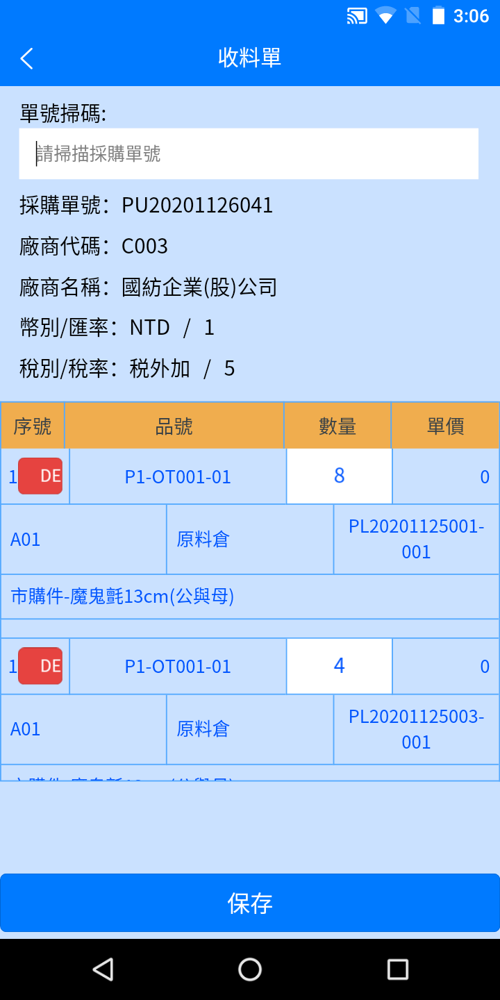 3:06
收料單
單號掃碼:
請掃描採購單號
採購單號：PU20201126041
廠商代碼：C003
廠商名稱：國紡企業(股)公司
幣別/匯率：NTD / 1
稅別/稅率：税外加 / 5
序號 品號 數量 單價
1 DE P1-OT001-01 8 0
A01 原料倉 PL20201125001-
001
市購件-魔鬼氈13cm(公與母)
1 DE P1-OT001-01 4 0
A01 原料倉 PL20201125003-
001
保存